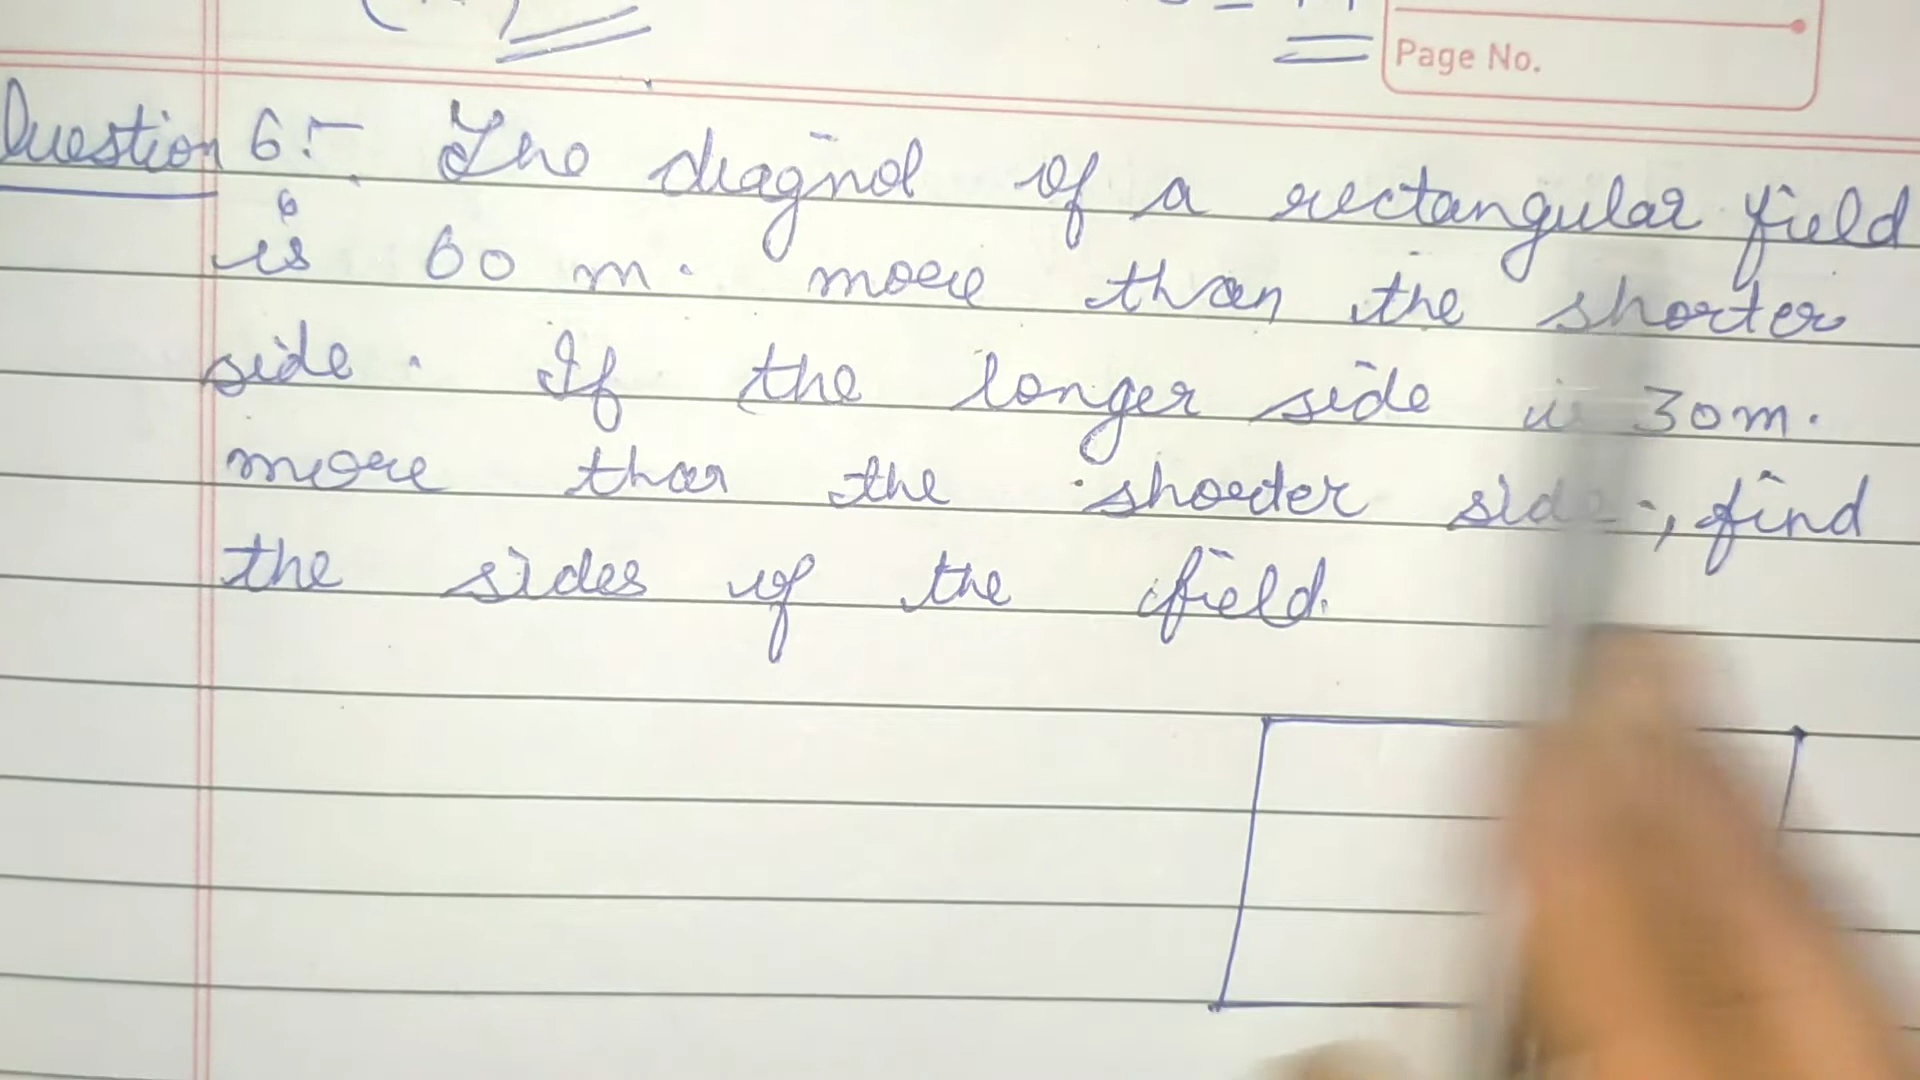 Page No.
Question 6:- The diagnol of a rectangular field
is 60 m. more than the shorter
side. If the longer side is 30m.
more than the shorter side, find
the sides of the field.